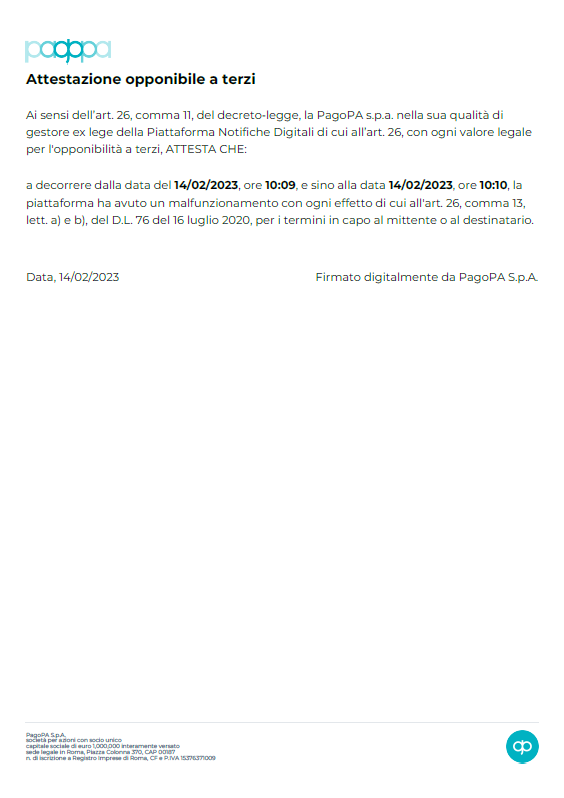 pagopa
Attestazione opponibile a terzi
Ai sensi dell'art. 26, comma 11, del decreto-legge, la PagoPA s.p.a. nella sua qualità di
gestore ex lege della Piattaforma Notifiche Digitali di cui all'art. 26, con ogni valore legale
per l'opponibilità a terzi, ATTESTA CHE:
a decorrere dalla data del 14/02/2023, ore 10:09, e sino alla data 14/02/2023, ore 10:10, la
piattaforma ha avuto un malfunzionamento con ogni effetto di cui all'art. 26, comma 13,
lett. a) e b), del D.L. 76 del 16 luglio 2020, per i termini in capo al mittente o al destinatario.
Data, 14/02/2023 Firmato digitalmente da PagoPA S.p.A.
PagoPA S.p.A.
società per azioni con socio unico
capitale sociale di euro 1,000,000 interamente versato
sede legale in Roma, Piazza Colonna 370, CAP 00187
n. di iscrizione a Registro Imprese di Roma, CF e P.IVA 15376371009